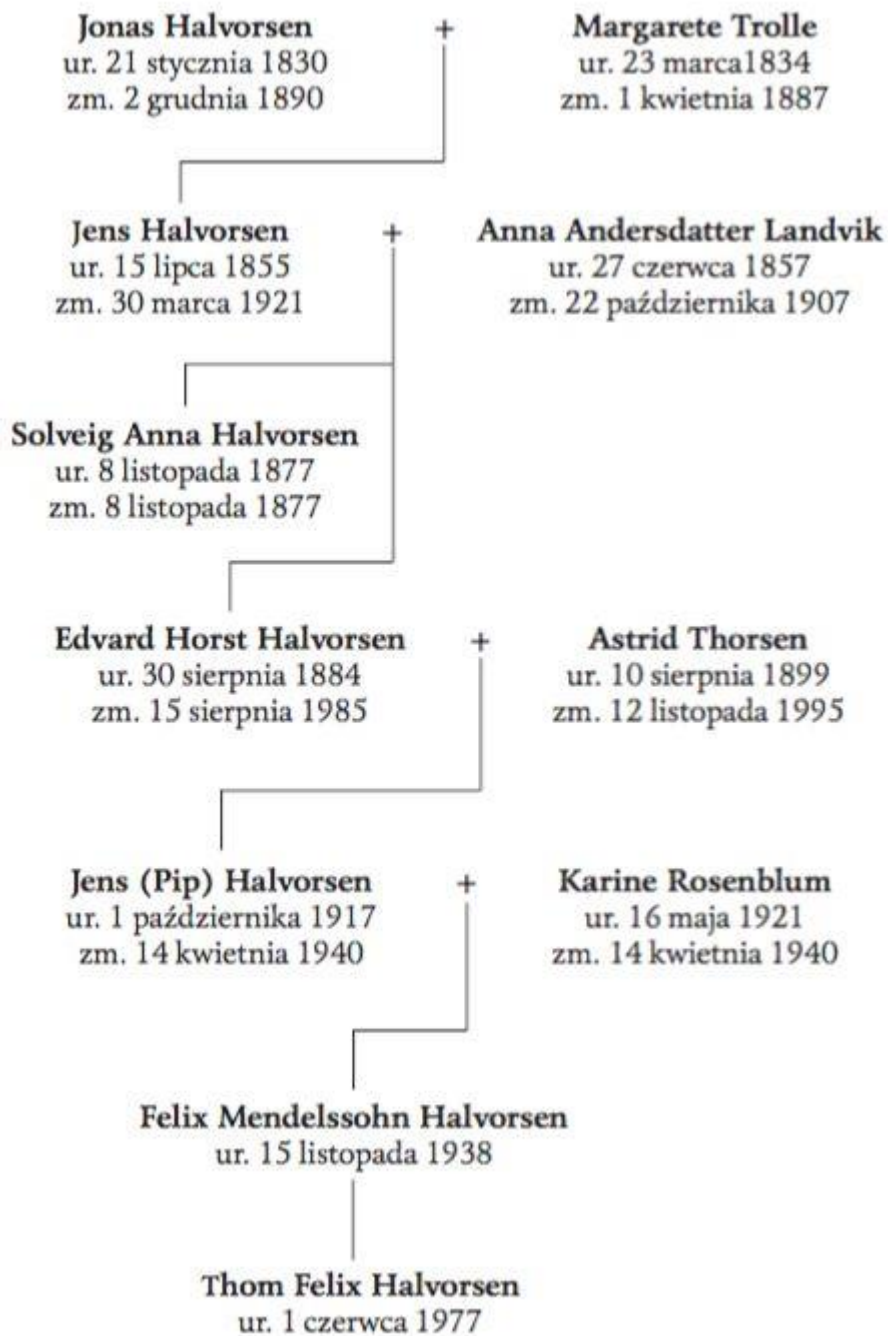 Jonas Halvorsen + Margarete Trolle
ur. 21 stycznia 1830 ur. 23 marca1834
zm. 2 grudnia 1890 zm. 1 kwietnia 1887
Jens Halvorsen + Anna Andersdatter Landvik
ur. 15 lipca 1855 ur. 27 czerwca 1857
zm. 30 marca 1921 zm. 22 października 1907
Solveig Anna Halvorsen
ur. 8 listopada 1877
zm. 8 listopada 1877
Edvard Horst Halvorsen + Astrid Thorsen
ur. 30 sierpnia 1884 ur. 10 sierpnia 1899
zm. 15 sierpnia 1985 zm. 12 listopada 1995
Jens (Pip) Halvorsen + Karine Rosenblum
ur. 1 października 1917 ur. 16 maja 1921
zm. 14 kwietnia 1940 zm. 14 kwietnia 1940
Felix Mendelssohn Halvorsen
ur. 15 listopada 1938
Thom Felix Halvorsen
ur. 1 czerwca 1977